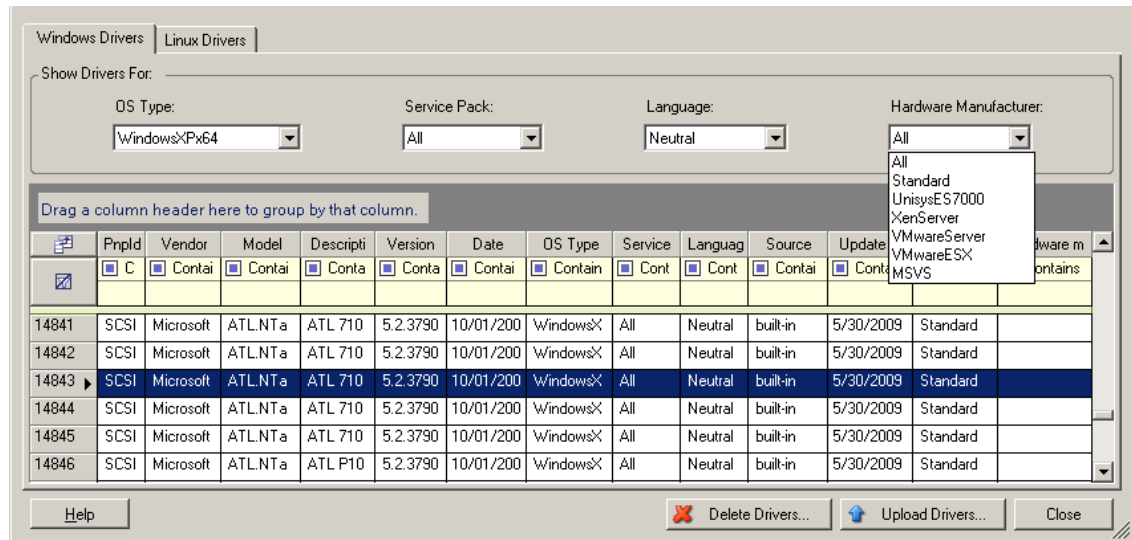 Windows Drivers Linux Drivers
Show Drivers For:
OS Type: Service Pack: Language: Hardware Manufacturer:
WindowsXPx64 All Neutral All
All
Standard
UnisysES7000
XenServer
VMwareServer
VMwareESX
MSVS
Drag a column header here to group by that column.
PnpId Vendor Model Descripti Version Date OS Type Service Languag Source Update dware m
C Contai Contai Conta Conta Contai Contain Cont Cont Contai Conta ontains
14841 SCSI Microsoft ATL.NTa ATL 710 5.2.3790 10/01/200 WindowsX All Neutral built-in 5/30/2009 Standard
14842 SCSI Microsoft ATL.NTa ATL 710 5.2.3790 10/01/200 WindowsX All Neutral built-in 5/30/2009 Standard
14843 SCSI Microsoft ATL.NTa ATL 710 5.2.3790 10/01/200 WindowsX All Neutral built-in 5/30/2009 Standard
14844 SCSI Microsoft ATL.NTa ATL 710 5.2.3790 10/01/200 WindowsX All Neutral built-in 5/30/2009 Standard
14845 SCSI Microsoft ATL.NTa ATL 710 5.2.3790 10/01/200 WindowsX All Neutral built-in 5/30/2009 Standard
14846 SCSI Microsoft ATL.NTa ATL P10 5.2.3790 10/01/200 WindowsX All Neutral built-in 5/30/2009 Standard
Help Delete Drivers... Upload Drivers... Close